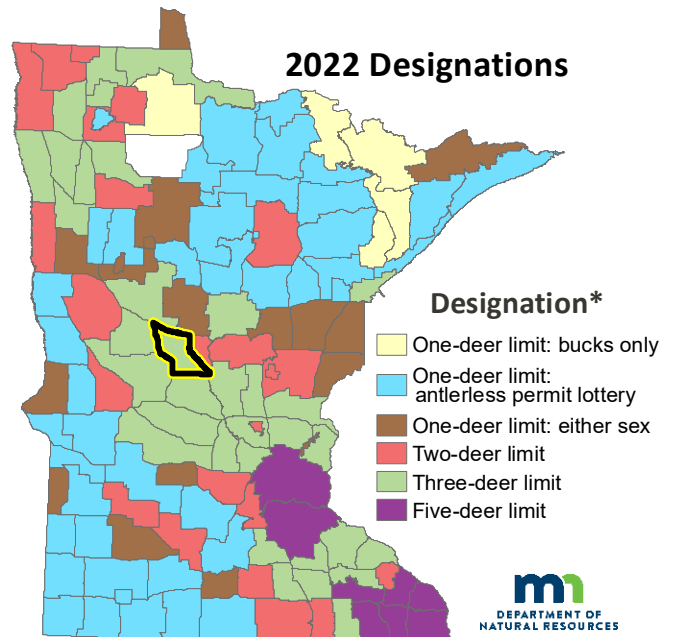 2022 Designations
Designation*
One-deer limit: bucks only
One-deer limit:
antlerless permit lottery
One-deer limit: either sex
Two-deer limit
Three-deer limit
Five-deer limit
mn
DEPARTMENT OF
NATURAL RESOURCES